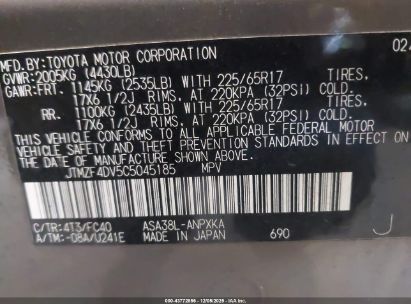 MFD.BY: TOYOTA MOTOR CORPORATION 02
GVWR: 2005KG (4430LB)
GAWR: FRT. 1145KG (2535LB) WITH 225/65R17 TIRES,
17X6 1/2J RIMS, AT 220KPA (32PSI) COLD.
RR. 1100KG (2435LB) WITH 225/65R17 TIRES,
17X6 1/2J RIMS, AT 220KPA (32PSI) COLD.
THIS VEHICLE CONFORMS TO ALL APPLICABLE FEDERAL MOTOR
VEHICLE SAFETY STANDARDS IN EFFECT ON
THE DATE OF MANUFACTURE SHOWN ABOVE.
JTMZF4DV5C5045185 MPV
C/TR: 4T3/FC40 ASA38L-ANPXKA
A/TM: -08A/U241E MADE IN JAPAN 690 J